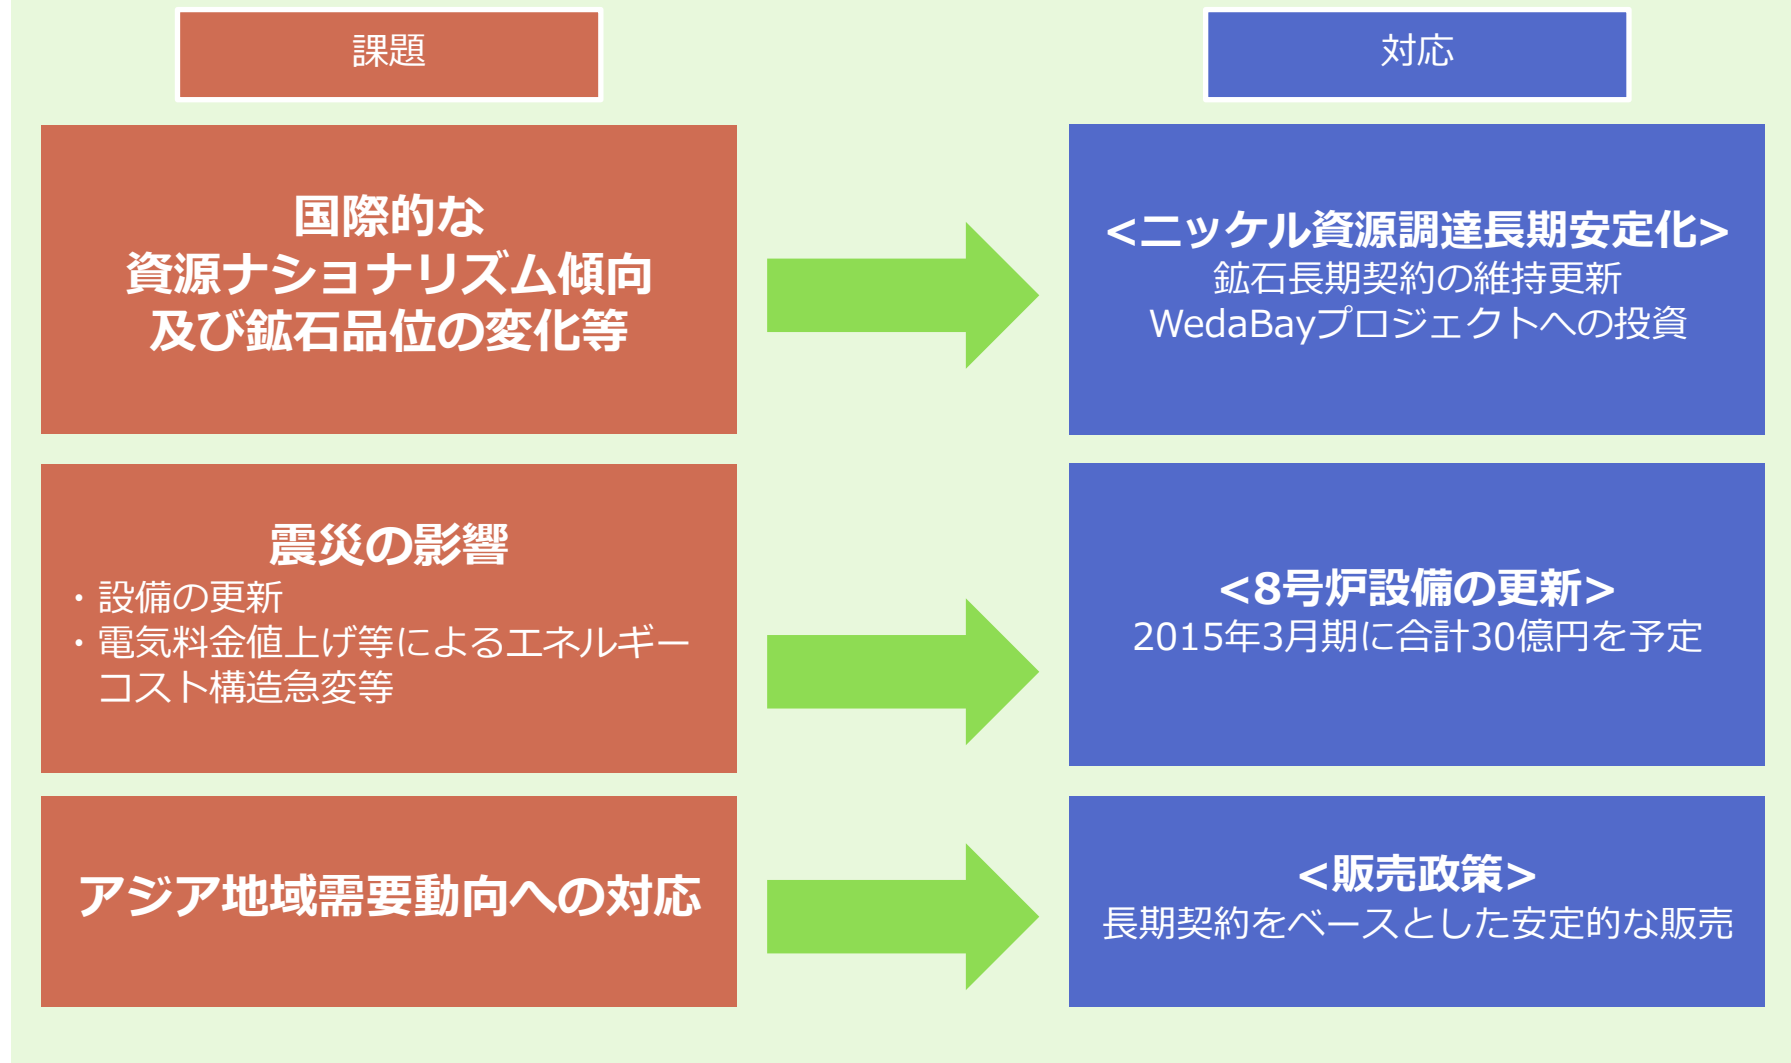 課題
対応
国際的な
資源ナショナリズム傾向
及び鉱石品位の変化等
<ニッケル資源調達長期安定化>
鉱石長期契約の維持更新
WedaBayプロジェクトへの投資
震災の影響
・設備の更新
・電気料金値上げ等によるエネルギー
コスト構造急変等
<8号炉設備の更新>
2015年3月期に合計30億円を予定
アジア地域需要動向への対応
<販売政策>
長期契約をベースとした安定的な販売